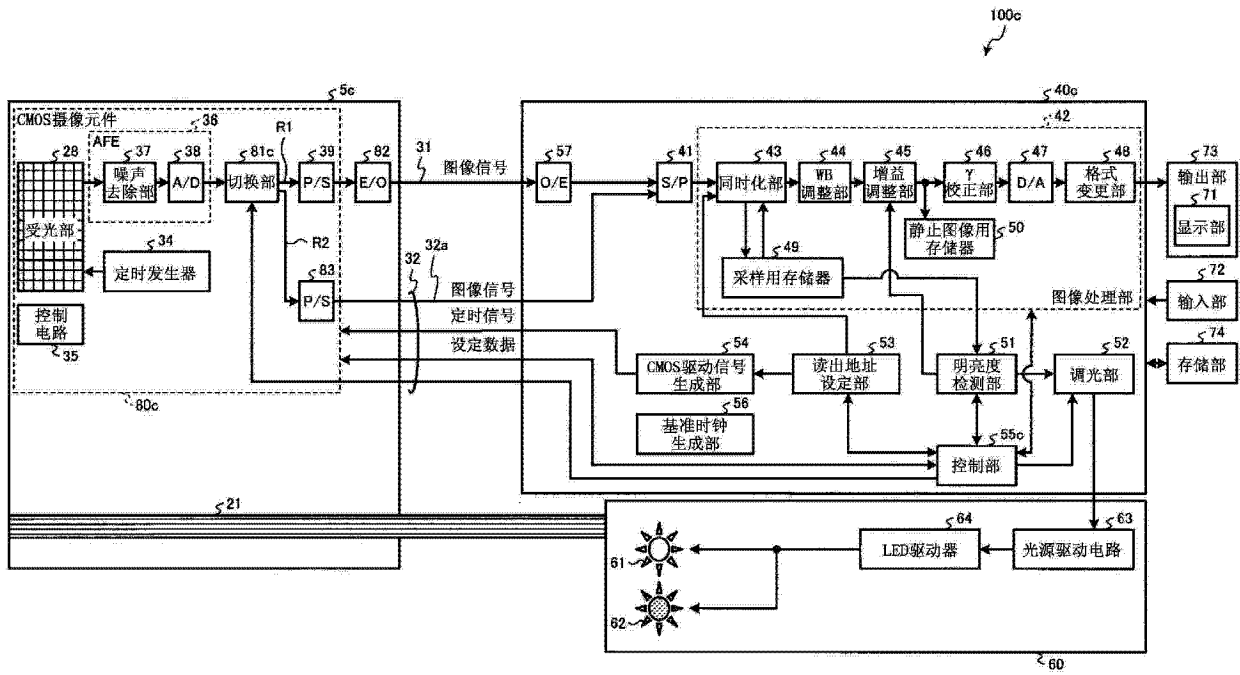 100c
5c
40c
CMOS摄像元件
36
AFE
28
37
38
81c
R1
39
82
31
图像信号
57
41
42
43
44
45
46
47
48
73
受光部
噪声
去除部
A/D
切换部
P/S
E/O
O/E
S/P
同时化部
WB
调整部
增益
调整部
γ
校正部
D/A
格式
变更部
输出部
71
显示部
R2
34
定时发生器
83
P/S
32
32a
图像信号
49
采样用存储器
静止图像用
存储器
50
图像处理部
72
输入部
控制
电路
35
定时信号
设定数据
54
CMOS驱动信号
生成部
53
读出地址
设定部
51
明亮度
检测部
52
调光部
74
存储部
80c
56
基准时钟
生成部
55c
控制部
21
64
LED驱动器
63
光源驱动电路
61
62
60